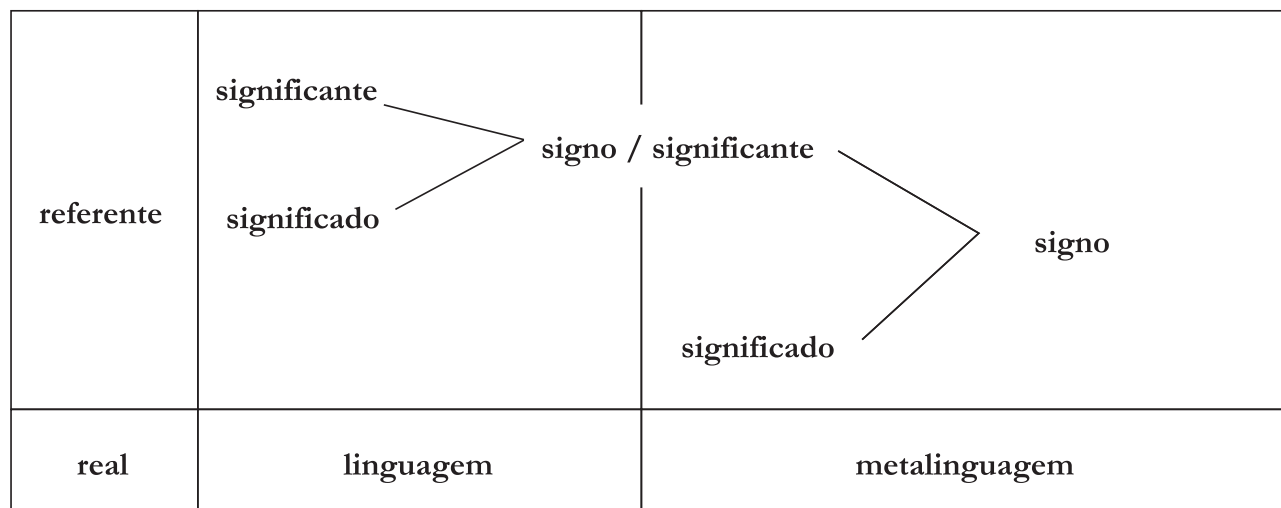 significante
signo / significante
referente
significado
signo
significado
real
linguagem
metalinguagem